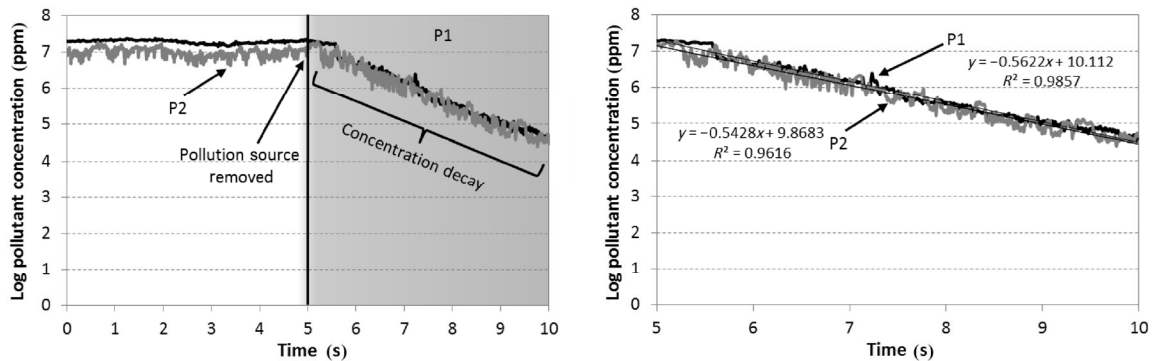 Log pollutant concentration (ppm)
8
7
6
5
4
3
2
1
0
0 1 2 3 4 5 6 7 8 9 10
Time (s)
P1
P2
Pollution source
removed
Concentration decay
Log pollutant concentration (ppm)
8
7
6
5
4
3
2
1
0
5 6 7 8 9 10
Time (s)
P1
y = −0.5622x + 10.112
R² = 0.9857
y = −0.5428x + 9.8683
R² = 0.9616
P2